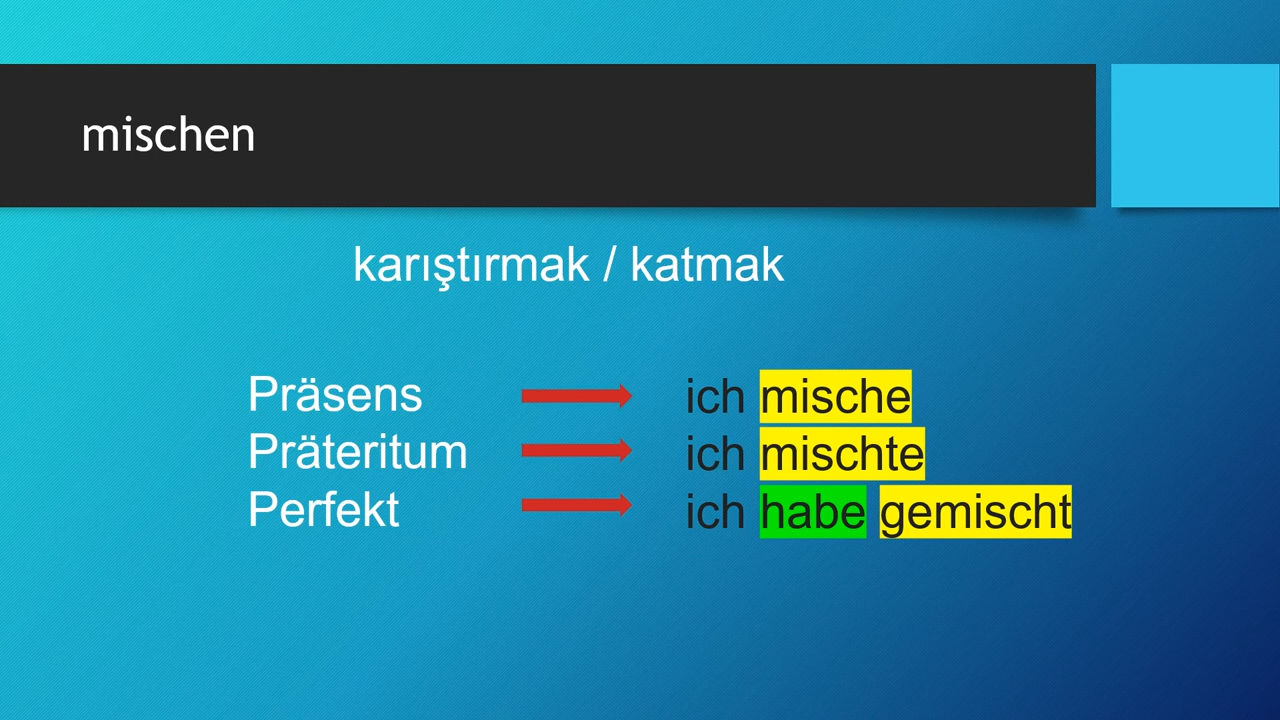 mischen
karıştırmak / katmak
Präsens ich mische
Präteritum ich mischte
Perfekt ich habe gemischt